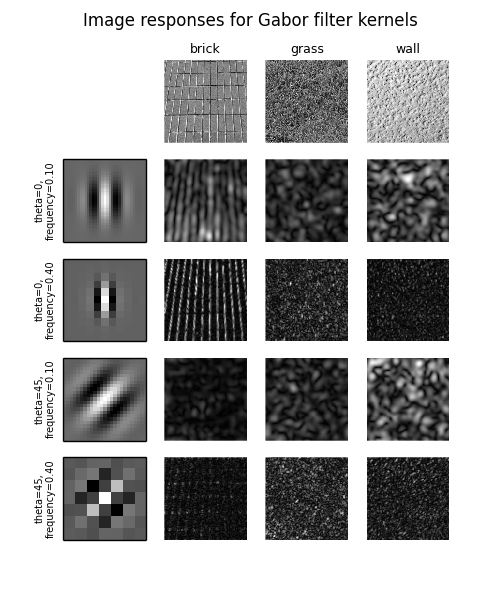 Image responses for Gabor filter kernels
brick grass wall
theta=0,
frequency=0.10
theta=0,
frequency=0.40
theta=45,
frequency=0.10
theta=45,
frequency=0.40